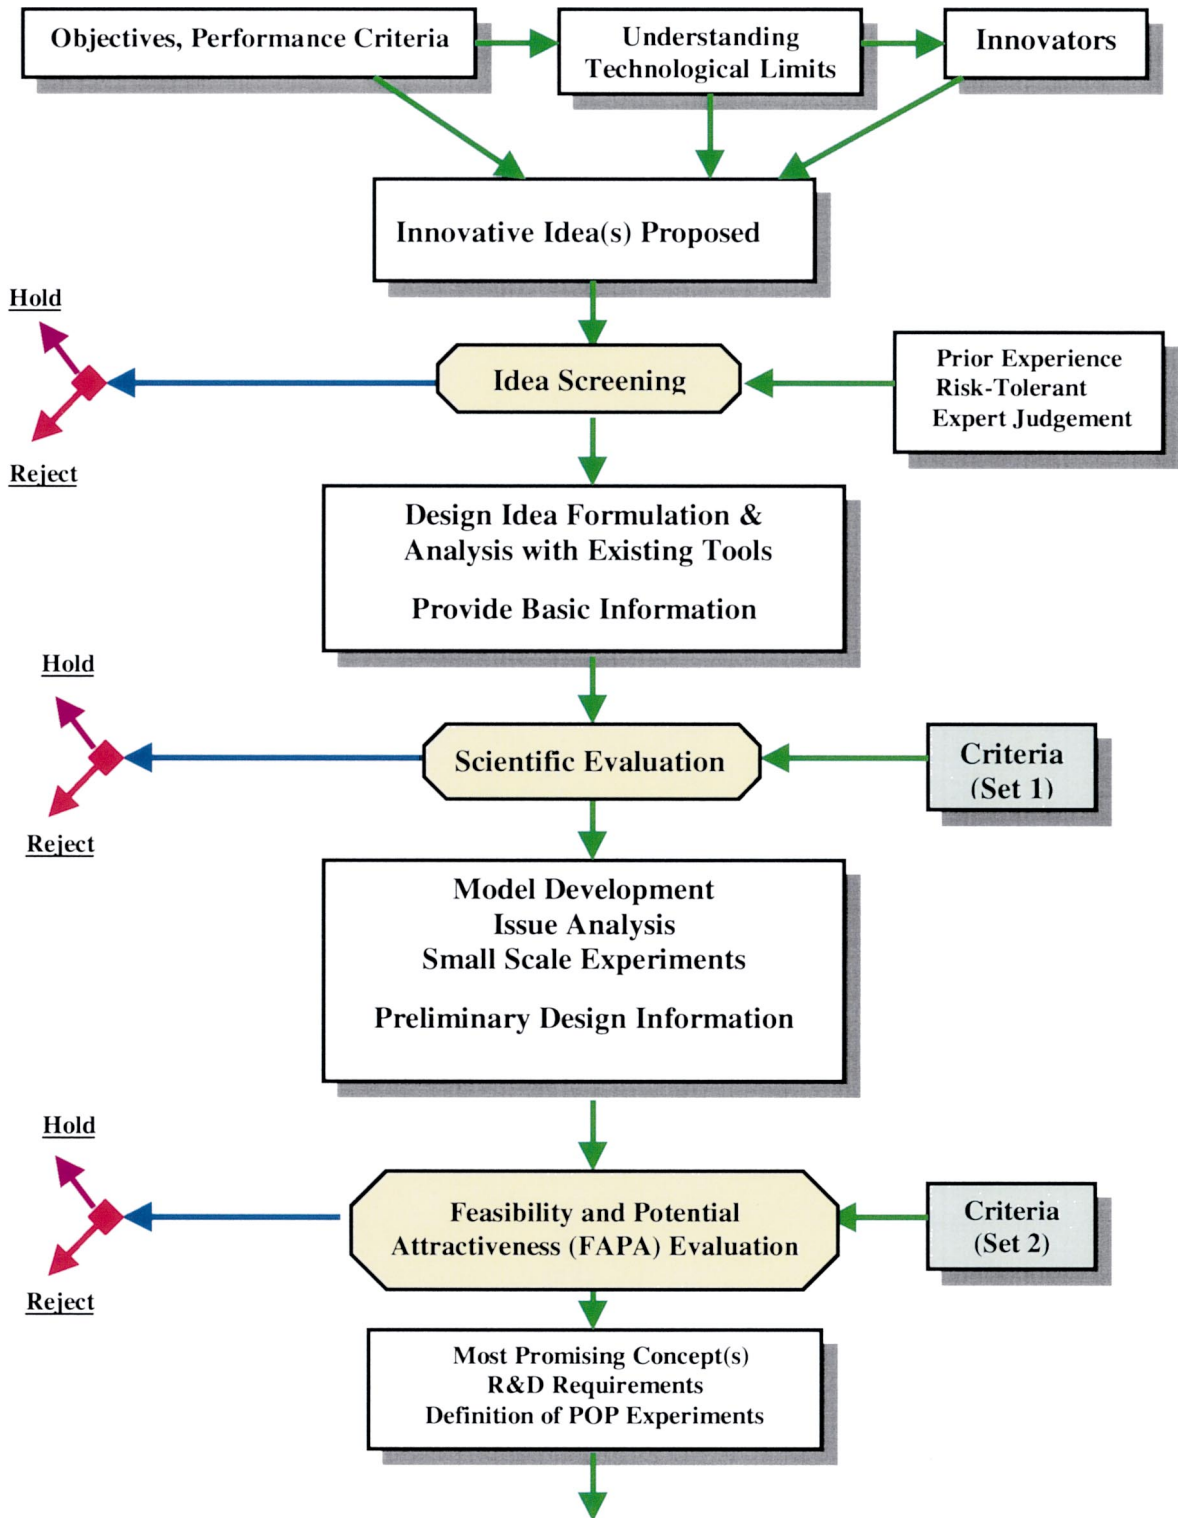 Objectives, Performance Criteria
Understanding
Technological Limits
Innovators
Innovative Idea(s) Proposed
Hold
Idea Screening
Prior Experience
Risk-Tolerant
Expert Judgement
Reject
Design Idea Formulation &
Analysis with Existing Tools
Provide Basic Information
Hold
Scientific Evaluation
Criteria
(Set 1)
Reject
Model Development
Issue Analysis
Small Scale Experiments
Preliminary Design Information
Hold
Feasibility and Potential
Attractiveness (FAPA) Evaluation
Criteria
(Set 2)
Reject
Most Promising Concept(s)
R&D Requirements
Definition of POP Experiments